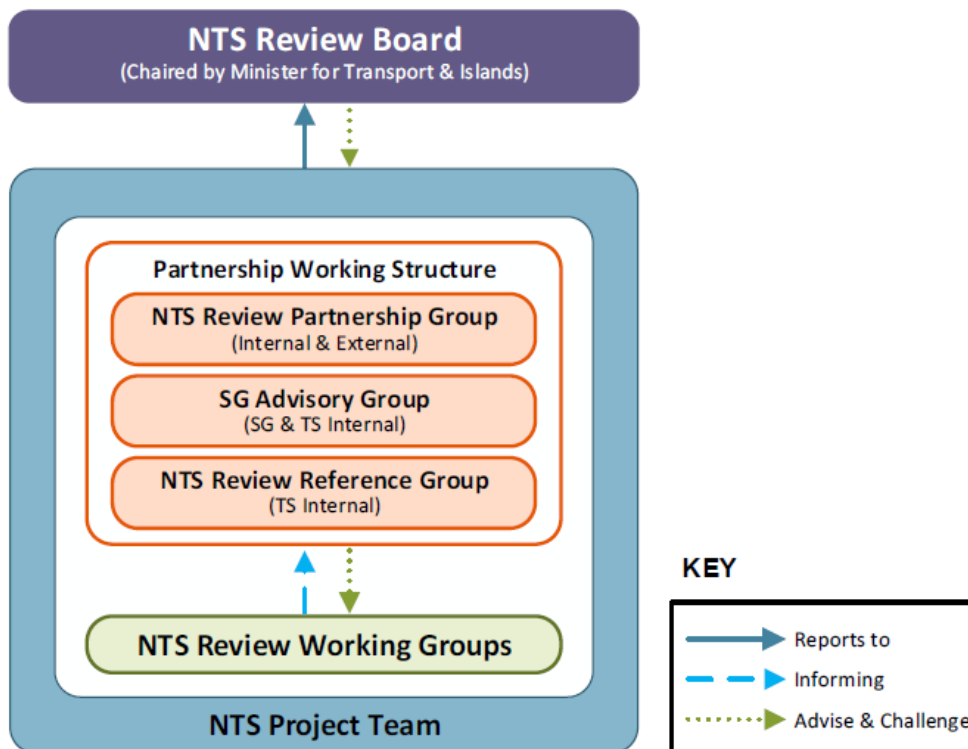 NTS Review Board
(Chaired by Minister for Transport & Islands)
Partnership Working Structure
NTS Review Partnership Group
(Internal & External)
SG Advisory Group
(SG & TS Internal)
NTS Review Reference Group
(TS Internal)
NTS Review Working Groups
NTS Project Team
KEY
Reports to
Informing
Advise & Challenge